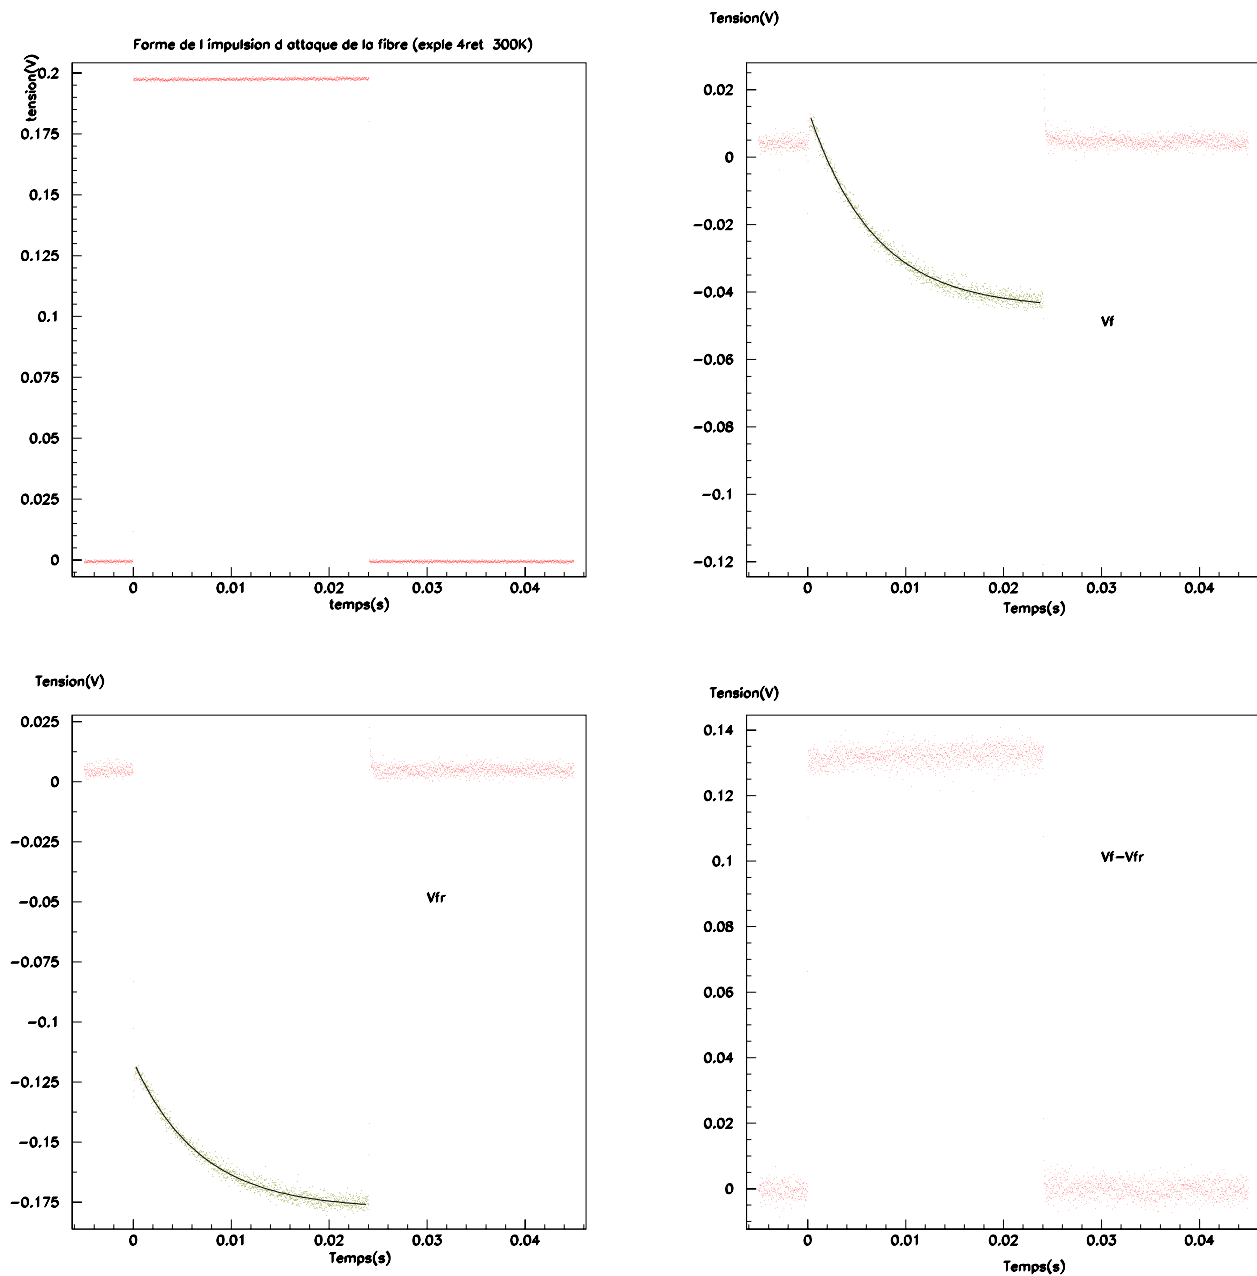 Forme de l impulsion d attaque de la fibre (exple 4ret 300K)
tension(V)
0.2
0.175
0.15
0.125
0.1
0.075
0.05
0.025
0
0 0.01 0.02 0.03 0.04
temps(s)
Tension(V)
0.02
0
−0.02
−0.04
Vf
−0.06
−0.08
−0.1
−0.12
0 0.01 0.02 0.03 0.04
Temps(s)
Tension(V)
0.025
0
−0.025
Vfr
−0.05
−0.075
−0.1
−0.125
−0.15
−0.175
0 0.01 0.02 0.03 0.04
Temps(s)
Tension(V)
0.14
0.12
Vf−Vfr
0.1
0.08
0.06
0.04
0.02
0
0 0.01 0.02 0.03 0.04
Temps(s)